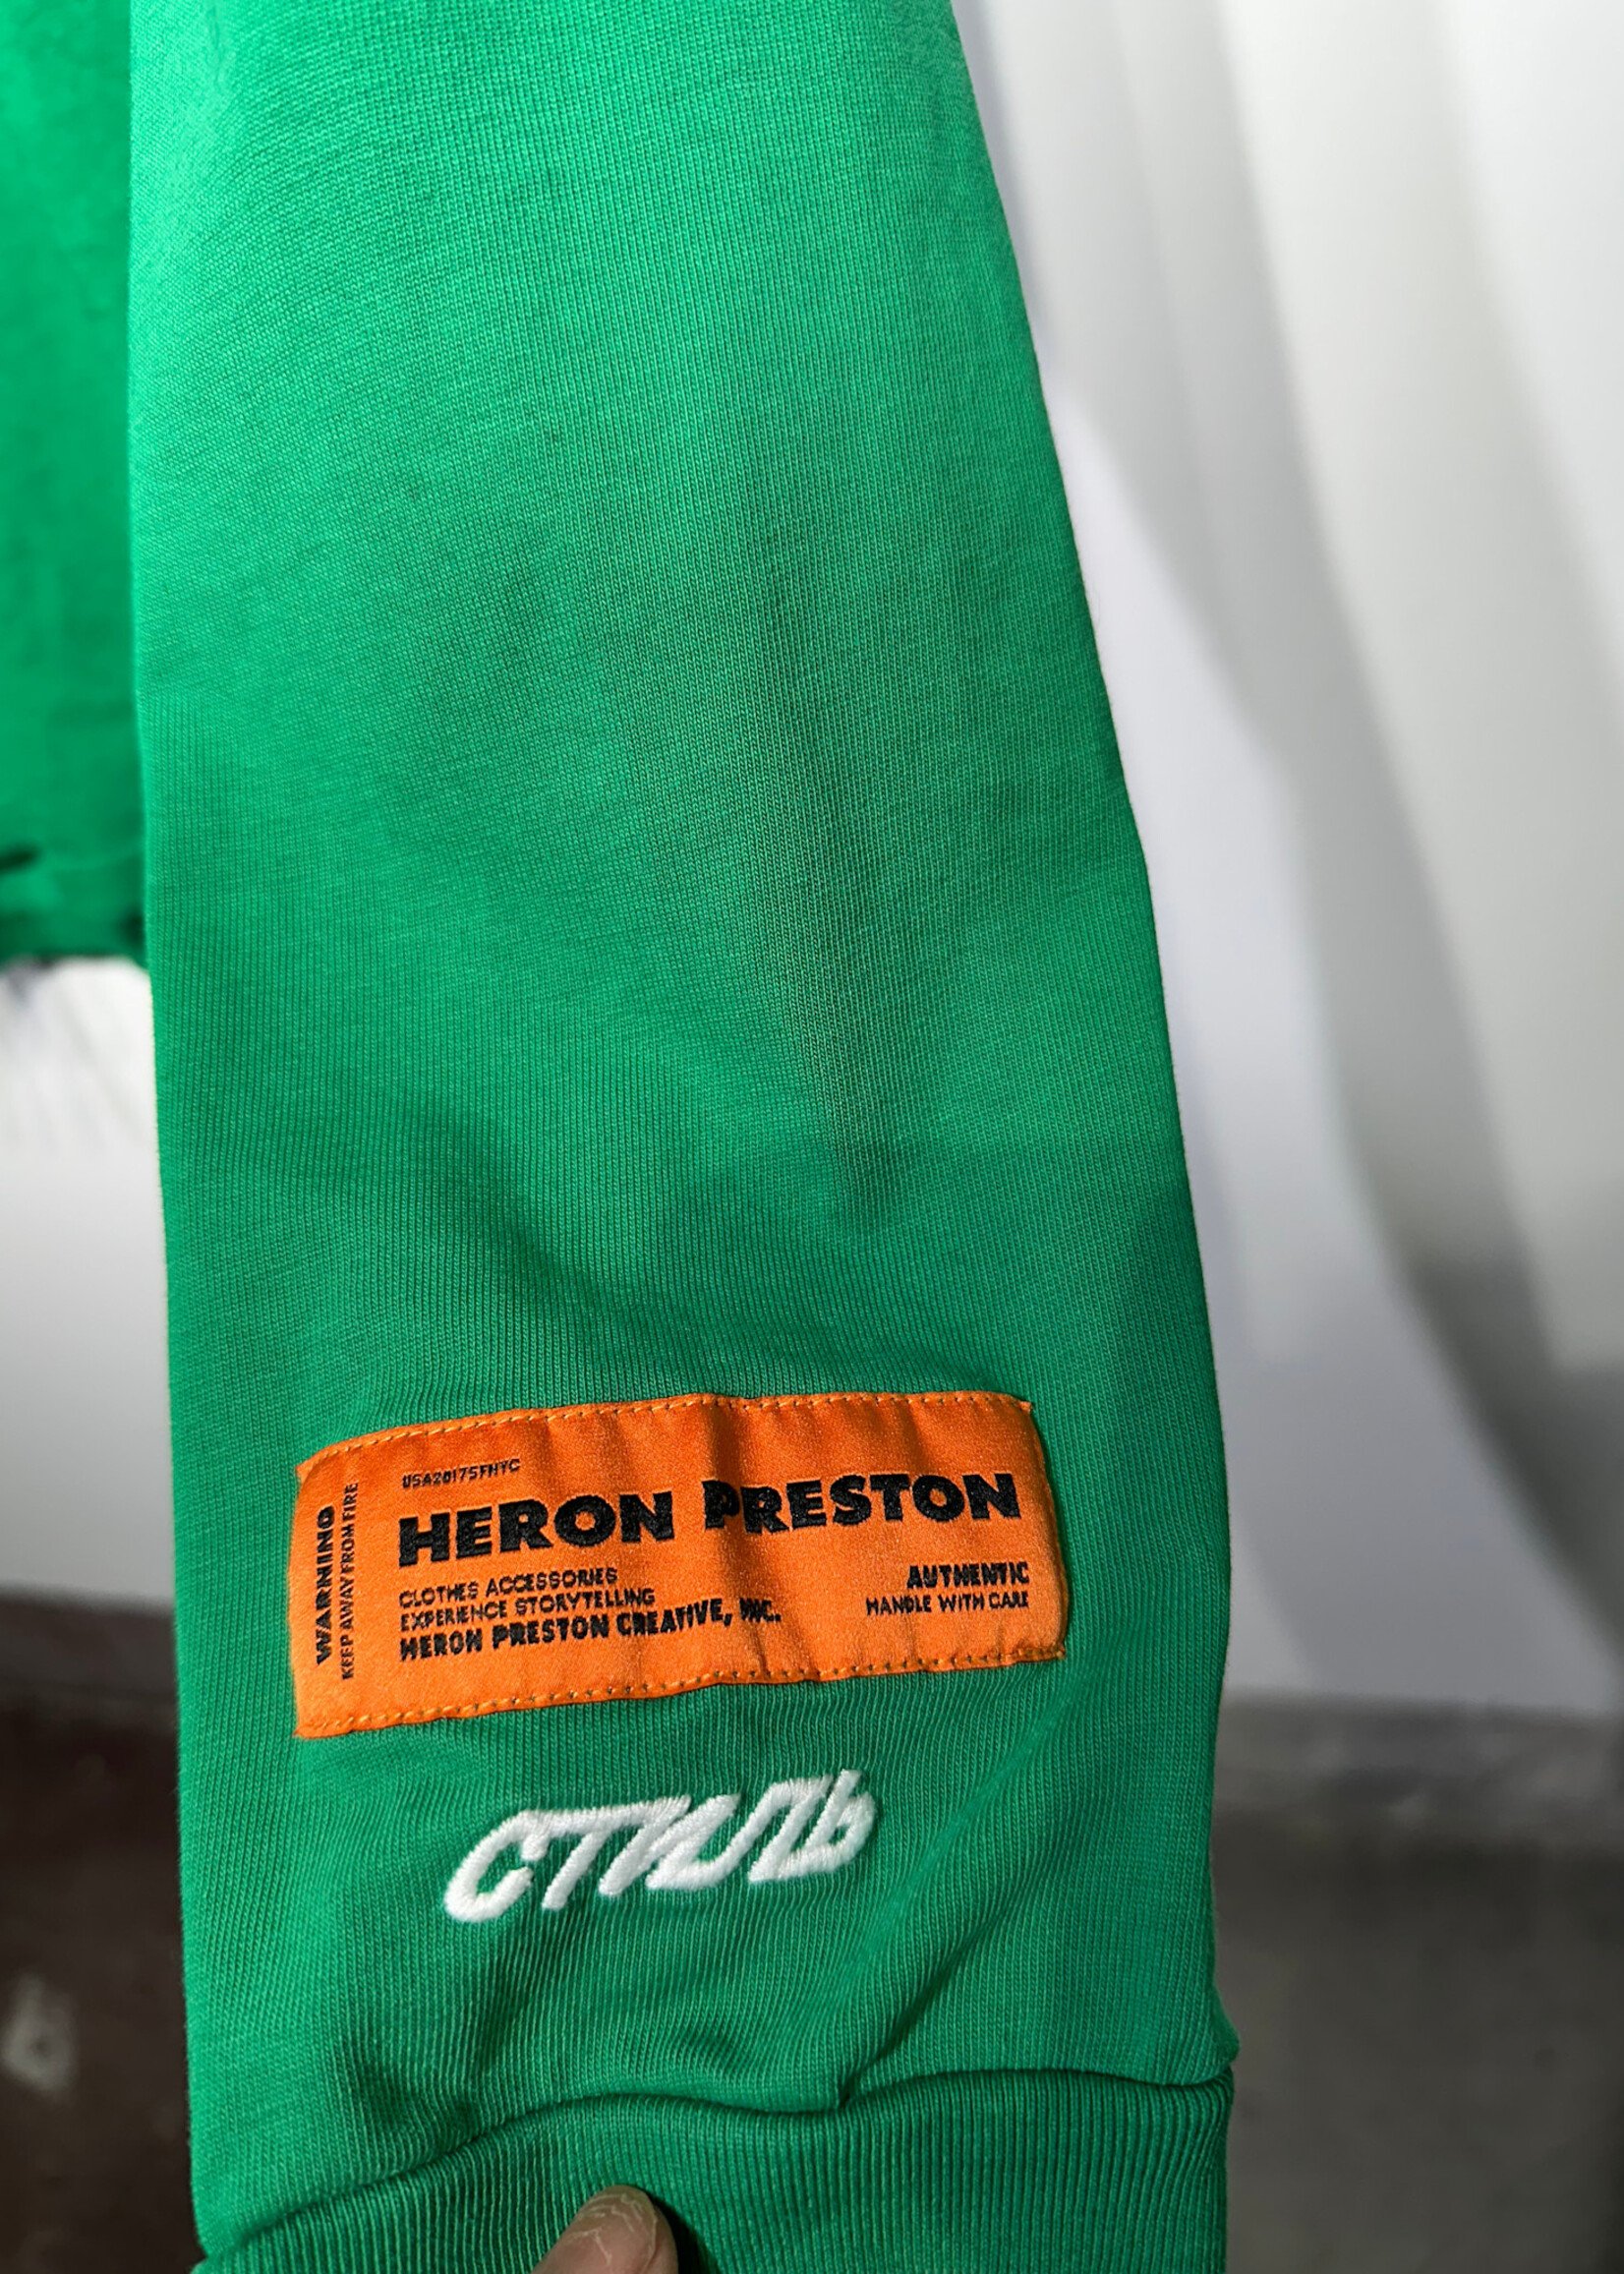 USA20175FNYC
HERON PRESTON
CLOTHES ACCESSORIES
EXPERIENCE STORYTELLING
HERON PRESTON CREATIVE, INC.
AUTHENTIC
HANDLE WITH CARE
WARNING
KEEP AWAY FROM FIRE
СТИЛЬ